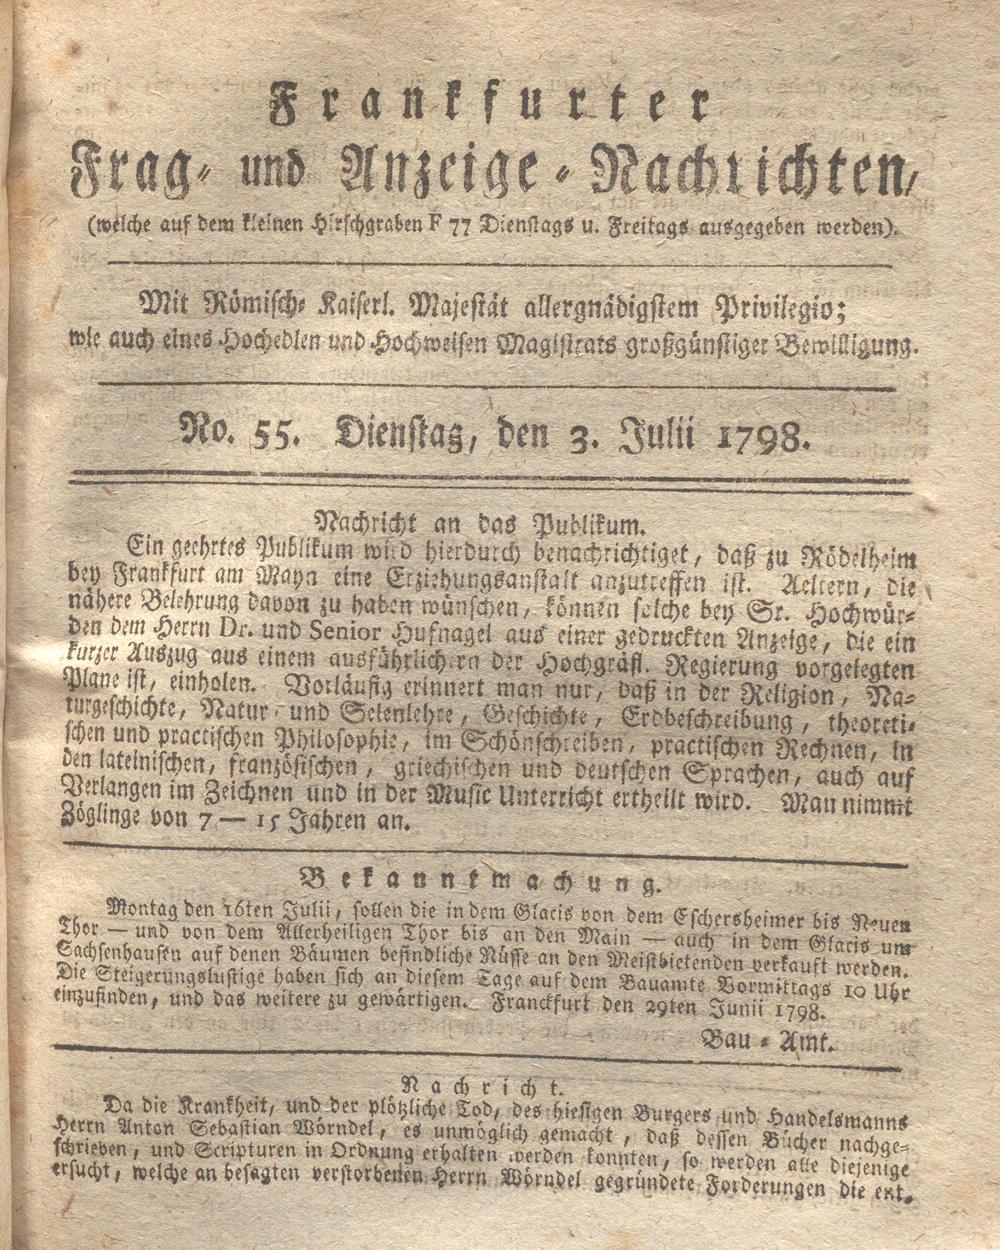 Frankfurter
Frag- und Anzeige-Nachrichten,
(welche auf dem kleinen Hirschgraben F 77 Dienstags u. Freitags ausgegeben werden).
Mit Römisch-Kaiserl. Majestät allergnädigstem Privilegio;
wie auch eines Hochedlen und Hochweisen Magistrats großgünstiger Bewilligung.
No. 55. Dienstag, den 3. Julii 1798.
Nachricht an das Publikum.
Ein geehrtes Publikum wird hierdurch benachrichtiget, daß zu Rödelheim
bey Frankfurt am Mayn eine Erziehungsanstalt anzutreffen ist. Aeltern, die
nähere Belehrung davon zu haben wünschen, können solche bey Sr. Hochwür-
den dem Herrn Dr. und Senior Hufnagel aus einer gedruckten Anzeige, die ein
kurzer Auszug aus einem ausführlichern der Hochgräfl. Regierung vorgelegten
Plane ist, einholen. Vorläufig erinnert man nur, daß in der Religion, Na-
turgeschichte, Natur- und Selenlehre, Geschichte, Erdbeschreibung, theoreti-
schen und practischen Philosophie, im Schönschreiben, practischen Rechnen, in
den lateinischen, französischen, griechischen und deutschen Sprachen, auch auf
Verlangen im Zeichnen und in der Music Unterricht ertheilt wird. Man nimmt
Zöglinge von 7 — 15 Jahren an.
Bekanntmachung.
Montag den 16ten Julii, sollen die in dem Glacis von dem Eschersheimer bis Neuen
Thor — und von dem Allerheiligen Thor bis an den Main — auch in dem Glacis um
Sachsenhausen auf denen Bäumen befindliche Nüsse an den Meistbietenden verkauft werden.
Die Steigerungslustige haben sich an diesem Tage auf dem Bauamte Vormittags 10 Uhr
einzufinden, und das weitere zu gewärtigen. Franckfurt den 29ten Junii 1798.
Bau-Amt.
Nachricht.
Da die Krankheit, und der plötzliche Tod, des hiesigen Burgers und Handelsmanns
Herrn Anton Sebastian Wörndel, es unmöglich gemacht, daß dessen Bücher nachge-
schrieben, und Scripturen in Ordnung erhalten werden konnten, so werden alle diejenige
ersucht, welche an besagten verstorbenen Herrn Wörndel gegründete Forderungen die ent-